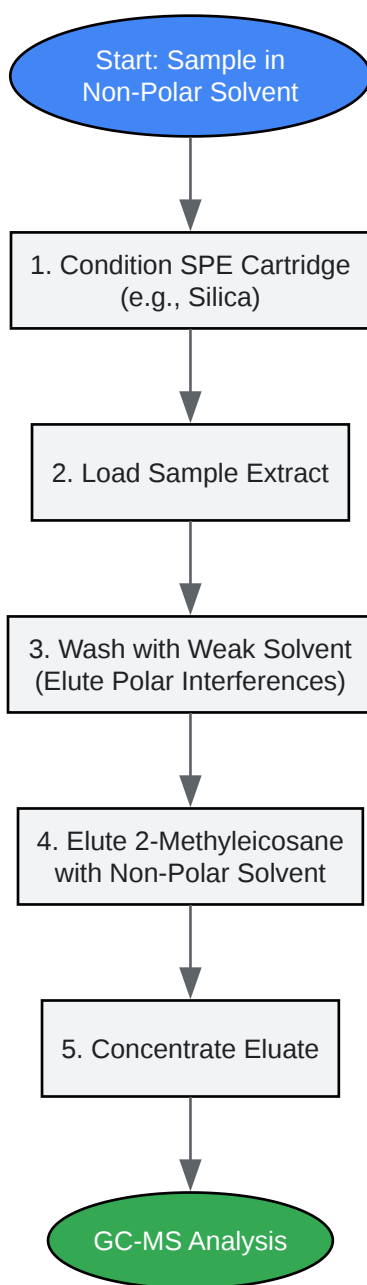 Start: Sample in
Non-Polar Solvent
1. Condition SPE Cartridge
(e.g., Silica)
2. Load Sample Extract
3. Wash with Weak Solvent
(Elute Polar Interferences)
4. Elute 2-Methyleicosane
with Non-Polar Solvent
5. Concentrate Eluate
GC-MS Analysis